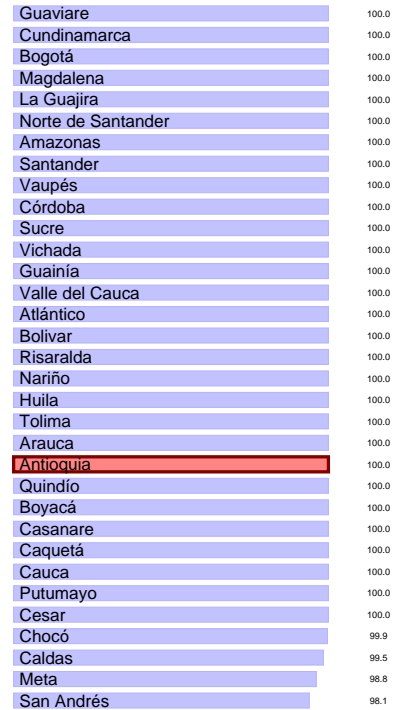 Guaviare 100.0
Cundinamarca 100.0
Bogotá 100.0
Magdalena 100.0
La Guajira 100.0
Norte de Santander 100.0
Amazonas 100.0
Santander 100.0
Vaupés 100.0
Córdoba 100.0
Sucre 100.0
Vichada 100.0
Guainía 100.0
Valle del Cauca 100.0
Atlántico 100.0
Bolivar 100.0
Risaralda 100.0
Nariño 100.0
Huila 100.0
Tolima 100.0
Arauca 100.0
Antioquia 100.0
Quindío 100.0
Boyacá 100.0
Casanare 100.0
Caquetá 100.0
Cauca 100.0
Putumayo 100.0
Cesar 100.0
Chocó 99.9
Caldas 99.5
Meta 98.8
San Andrés 98.1